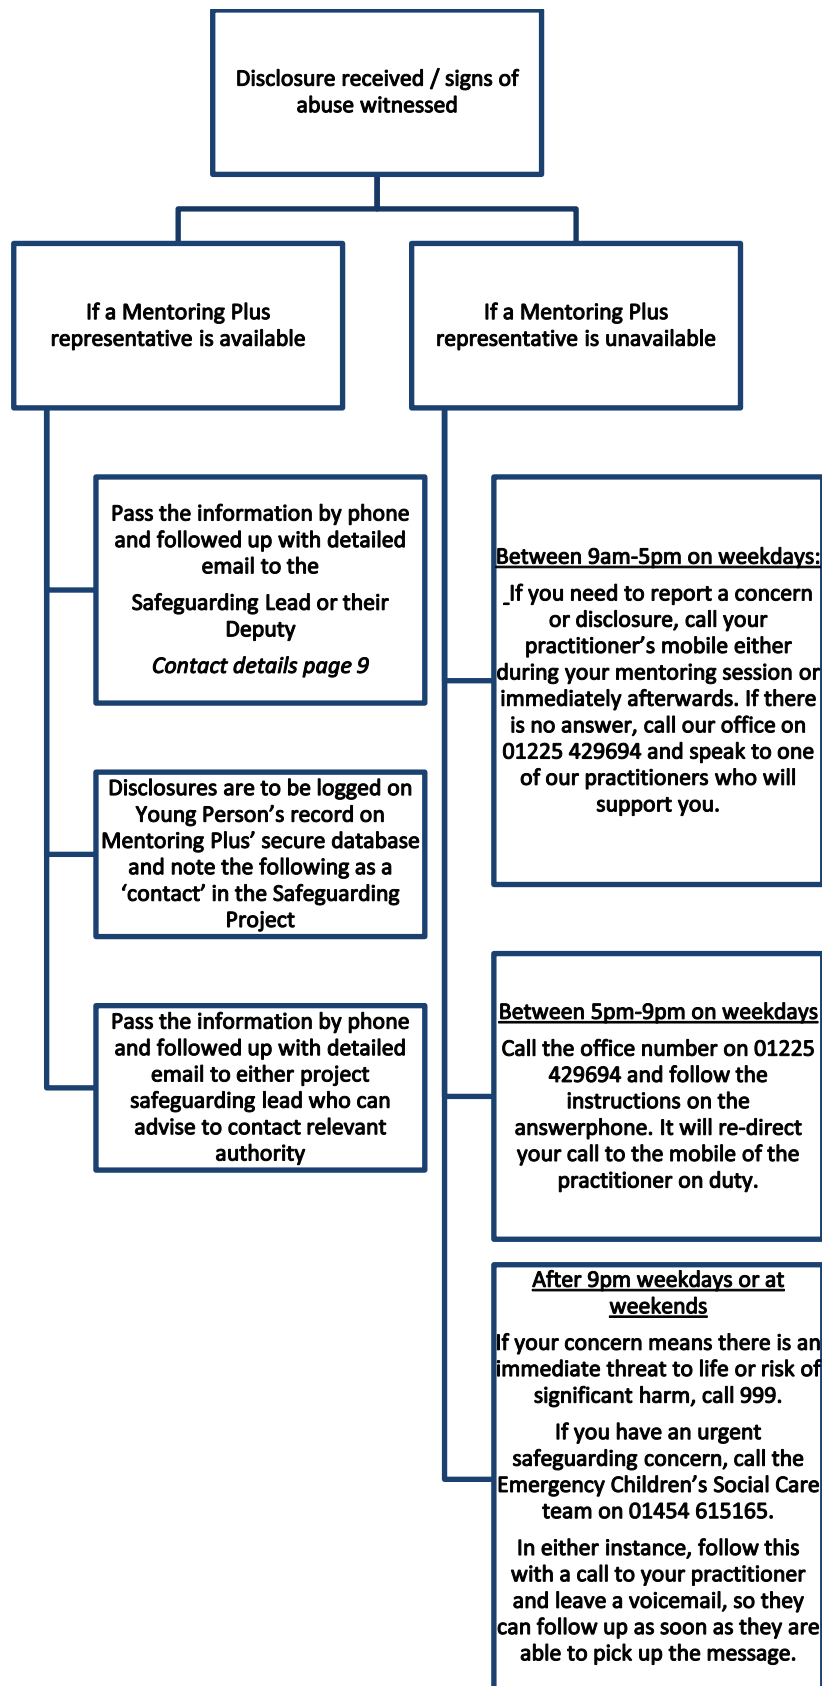 Disclosure received / signs of
abuse witnessed
If a Mentoring Plus
representative is available
If a Mentoring Plus
representative is unavailable
Pass the information by phone
and followed up with detailed
email to the
Safeguarding Lead or their
Deputy
Contact details page 9
Disclosures are to be logged on
Young Person’s record on
Mentoring Plus’ secure database
and note the following as a
‘contact’ in the Safeguarding
Project
Pass the information by phone
and followed up with detailed
email to either project
safeguarding lead who can
advise to contact relevant
authority
Between 9am-5pm on weekdays:
If you need to report a concern
or disclosure, call your
practitioner’s mobile either
during your mentoring session or
immediately afterwards. If there
is no answer, call our office on
01225 429694 and speak to one
of our practitioners who will
support you.
Between 5pm-9pm on weekdays
Call the office number on 01225
429694 and follow the
instructions on the
answerphone. It will re-direct
your call to the mobile of the
practitioner on duty.
After 9pm weekdays or at
weekends
If your concern means there is an
immediate threat to life or risk of
significant harm, call 999.
If you have an urgent
safeguarding concern, call the
Emergency Children’s Social Care
team on 01454 615165.
In either instance, follow this
with a call to your practitioner
and leave a voicemail, so they
can follow up as soon as they are
able to pick up the message.